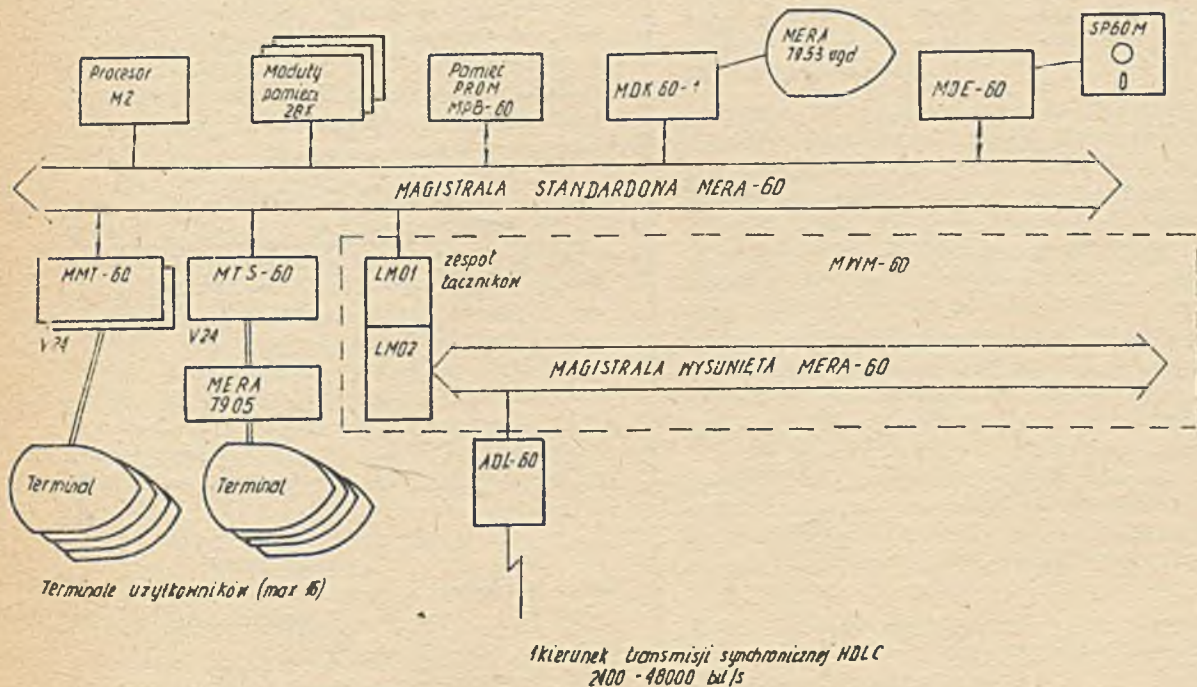 Procesor
M2
Moduły
pamięci
28K
Pamięć
PROM
MPB-60
MDK 60-1
MERA
7953 vgd
MDE-60
SP60M
D
MAGISTRALA STANDARDOWA MERA-60
MMT-60
V24
MTS-60
V24
MERA
7905
Terminal
Terminal
Terminale użytkowników (max 16)
LM01
LM02
zespół
łączników
MWM-60
MAGISTRALA WYSUNIĘTA MERA-60
ADL-60
1 kierunek transmisji synchronicznej HDLC
2400 - 48000 bit/s